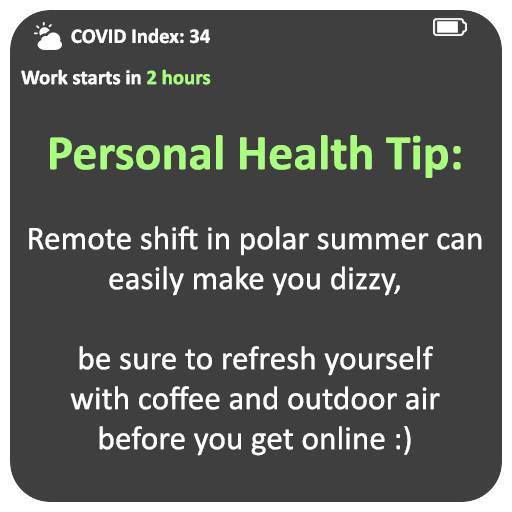 COVID Index: 34
Work starts in 2 hours
Personal Health Tip:
Remote shift in polar summer can
easily make you dizzy,
be sure to refresh yourself
with coffee and outdoor air
before you get online :)